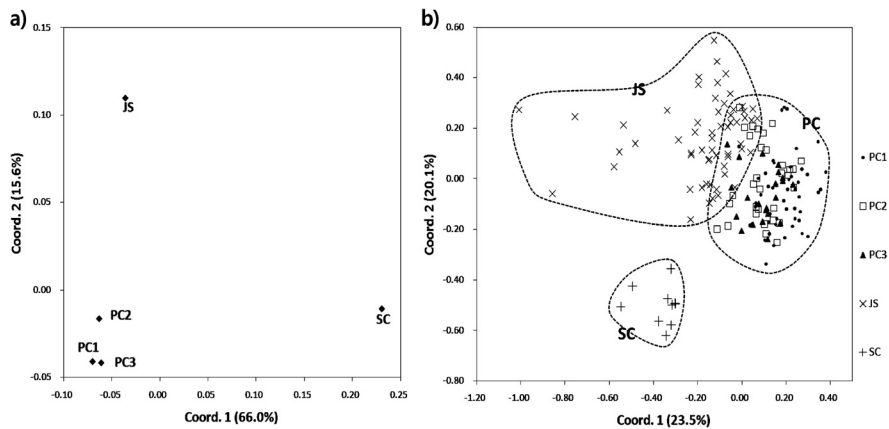 a)
0.15
0.10
0.05
0.00
-0.05
Coord. 2 (15.6%)
JS
PC2
PC1
PC3
SC
-0.10
-0.05
0.00
0.05
0.10
0.15
0.20
0.25
Coord. 1 (66.0%)
b)
0.60
0.40
0.20
0.00
-0.20
-0.40
-0.60
-0.80
Coord. 2 (20.1%)
JS
PC
SC
-1.20
-1.00
-0.80
-0.60
-0.40
-0.20
0.00
0.20
0.40
Coord. 1 (23.5%)
PC1
PC2
PC3
JS
SC